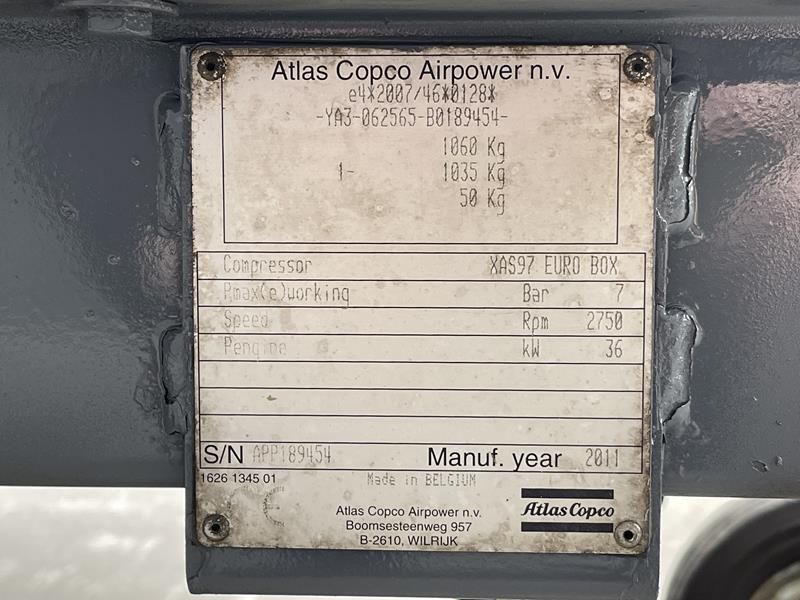 Atlas Copco Airpower n.v.
e4*2007/46*0128*
-YA3-062565-B0189454-
1060 Kg
1- 1035 Kg
50 Kg
Compressor XAS97 EURO BOX
Pmax(e)working Bar 7
Speed Rpm 2750
Pengine kW 36
S/N APP189454 Manuf. year 2011
1626 1345 01 Made in BELGIUM
CE
Atlas Copco Airpower n.v.
Boomsesteenweg 957
B-2610, WILRIJK
Atlas Copco